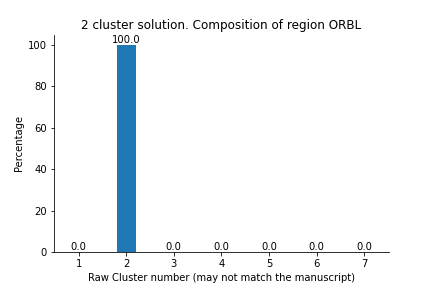 2 cluster solution. Composition of region ORBL
100.0
100
80
60
40
20
0
Percentage
0.0 0.0 0.0 0.0 0.0 0.0
1 2 3 4 5 6 7
Raw Cluster number (may not match the manuscript)